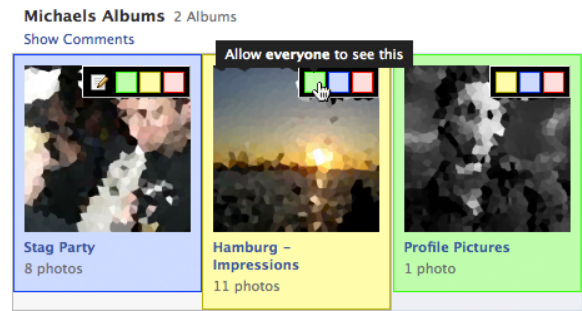 Michaels Albums 2 Albums
Show Comments
Allow everyone to see this
Stag Party
8 photos
Hamburg –
Impressions
11 photos
Profile Pictures
1 photo